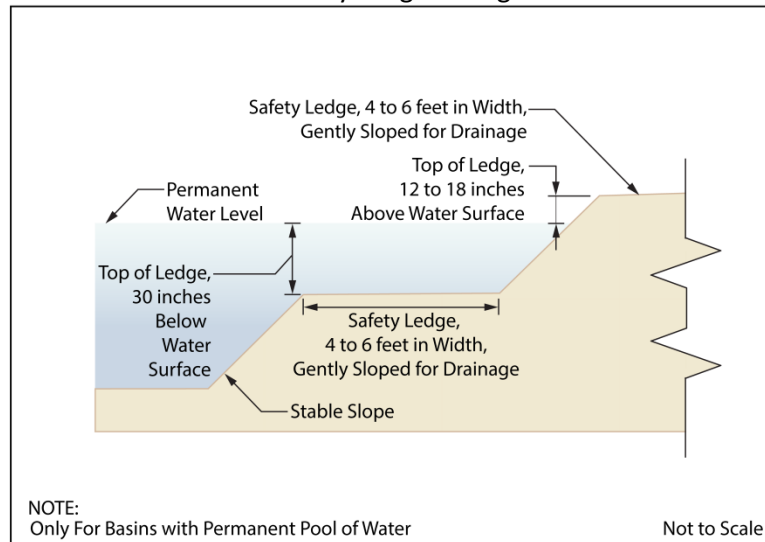 Safety Ledge, 4 to 6 feet in Width,
Gently Sloped for Drainage
Top of Ledge,
12 to 18 inches
Above Water Surface
Permanent
Water Level
Top of Ledge,
30 inches
Below
Water
Surface
Safety Ledge,
4 to 6 feet in Width,
Gently Sloped for Drainage
Stable Slope
NOTE:
Only For Basins with Permanent Pool of Water
Not to Scale